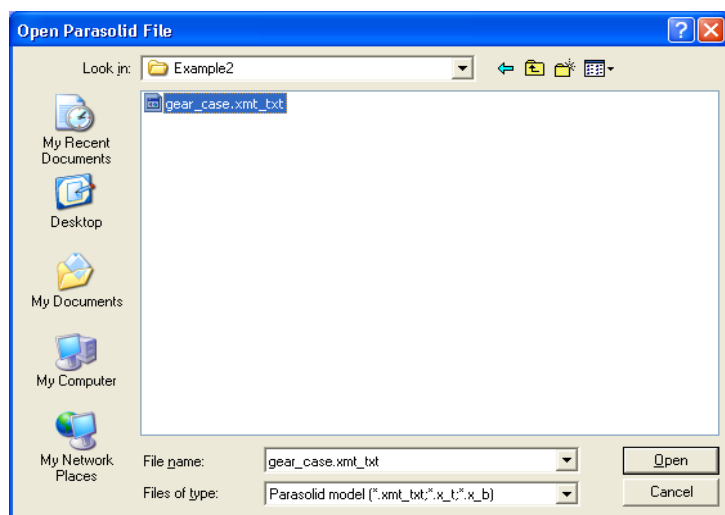 Open Parasolid File
Look in: Example2
gear_case.xmt_txt
My Recent
Documents
Desktop
My Documents
My Computer
My Network
Places
File name: gear_case.xmt_txt Open
Files of type: Parasolid model (*.xmt_txt;*.x_t;*.x_b) Cancel